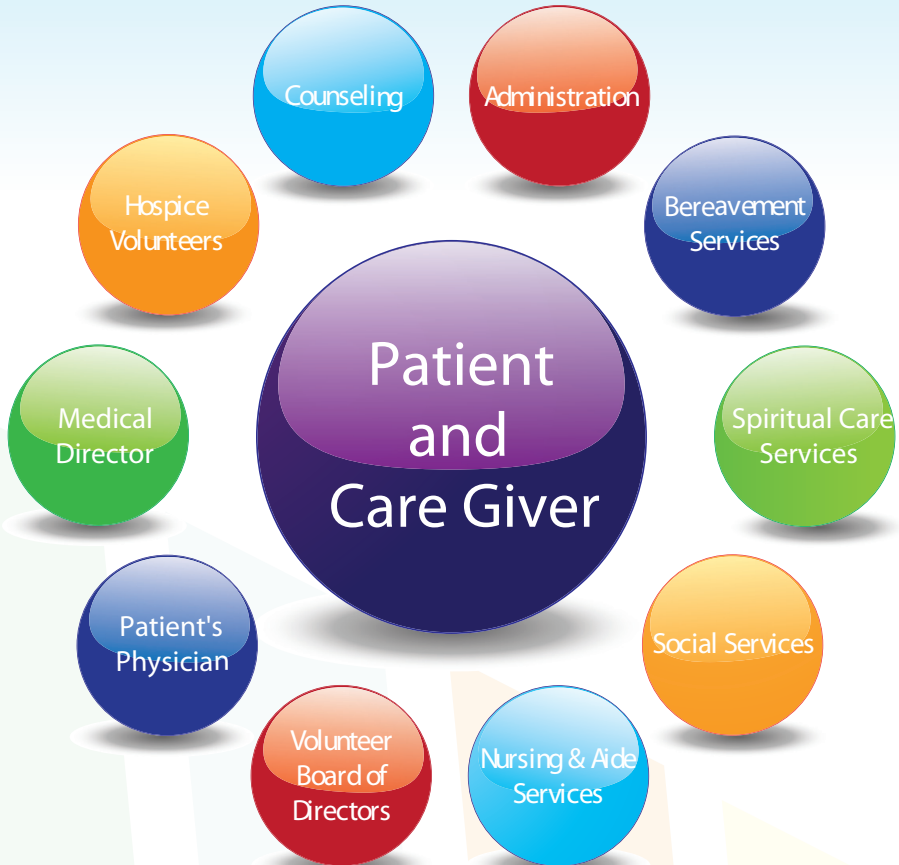 Counseling
Administration
Hospice
Volunteers
Bereavement
Services
Patient
and
Care Giver
Medical
Director
Spiritual Care
Services
Patient's
Physician
Social Services
Volunteer
Board of
Directors
Nursing & Aide
Services